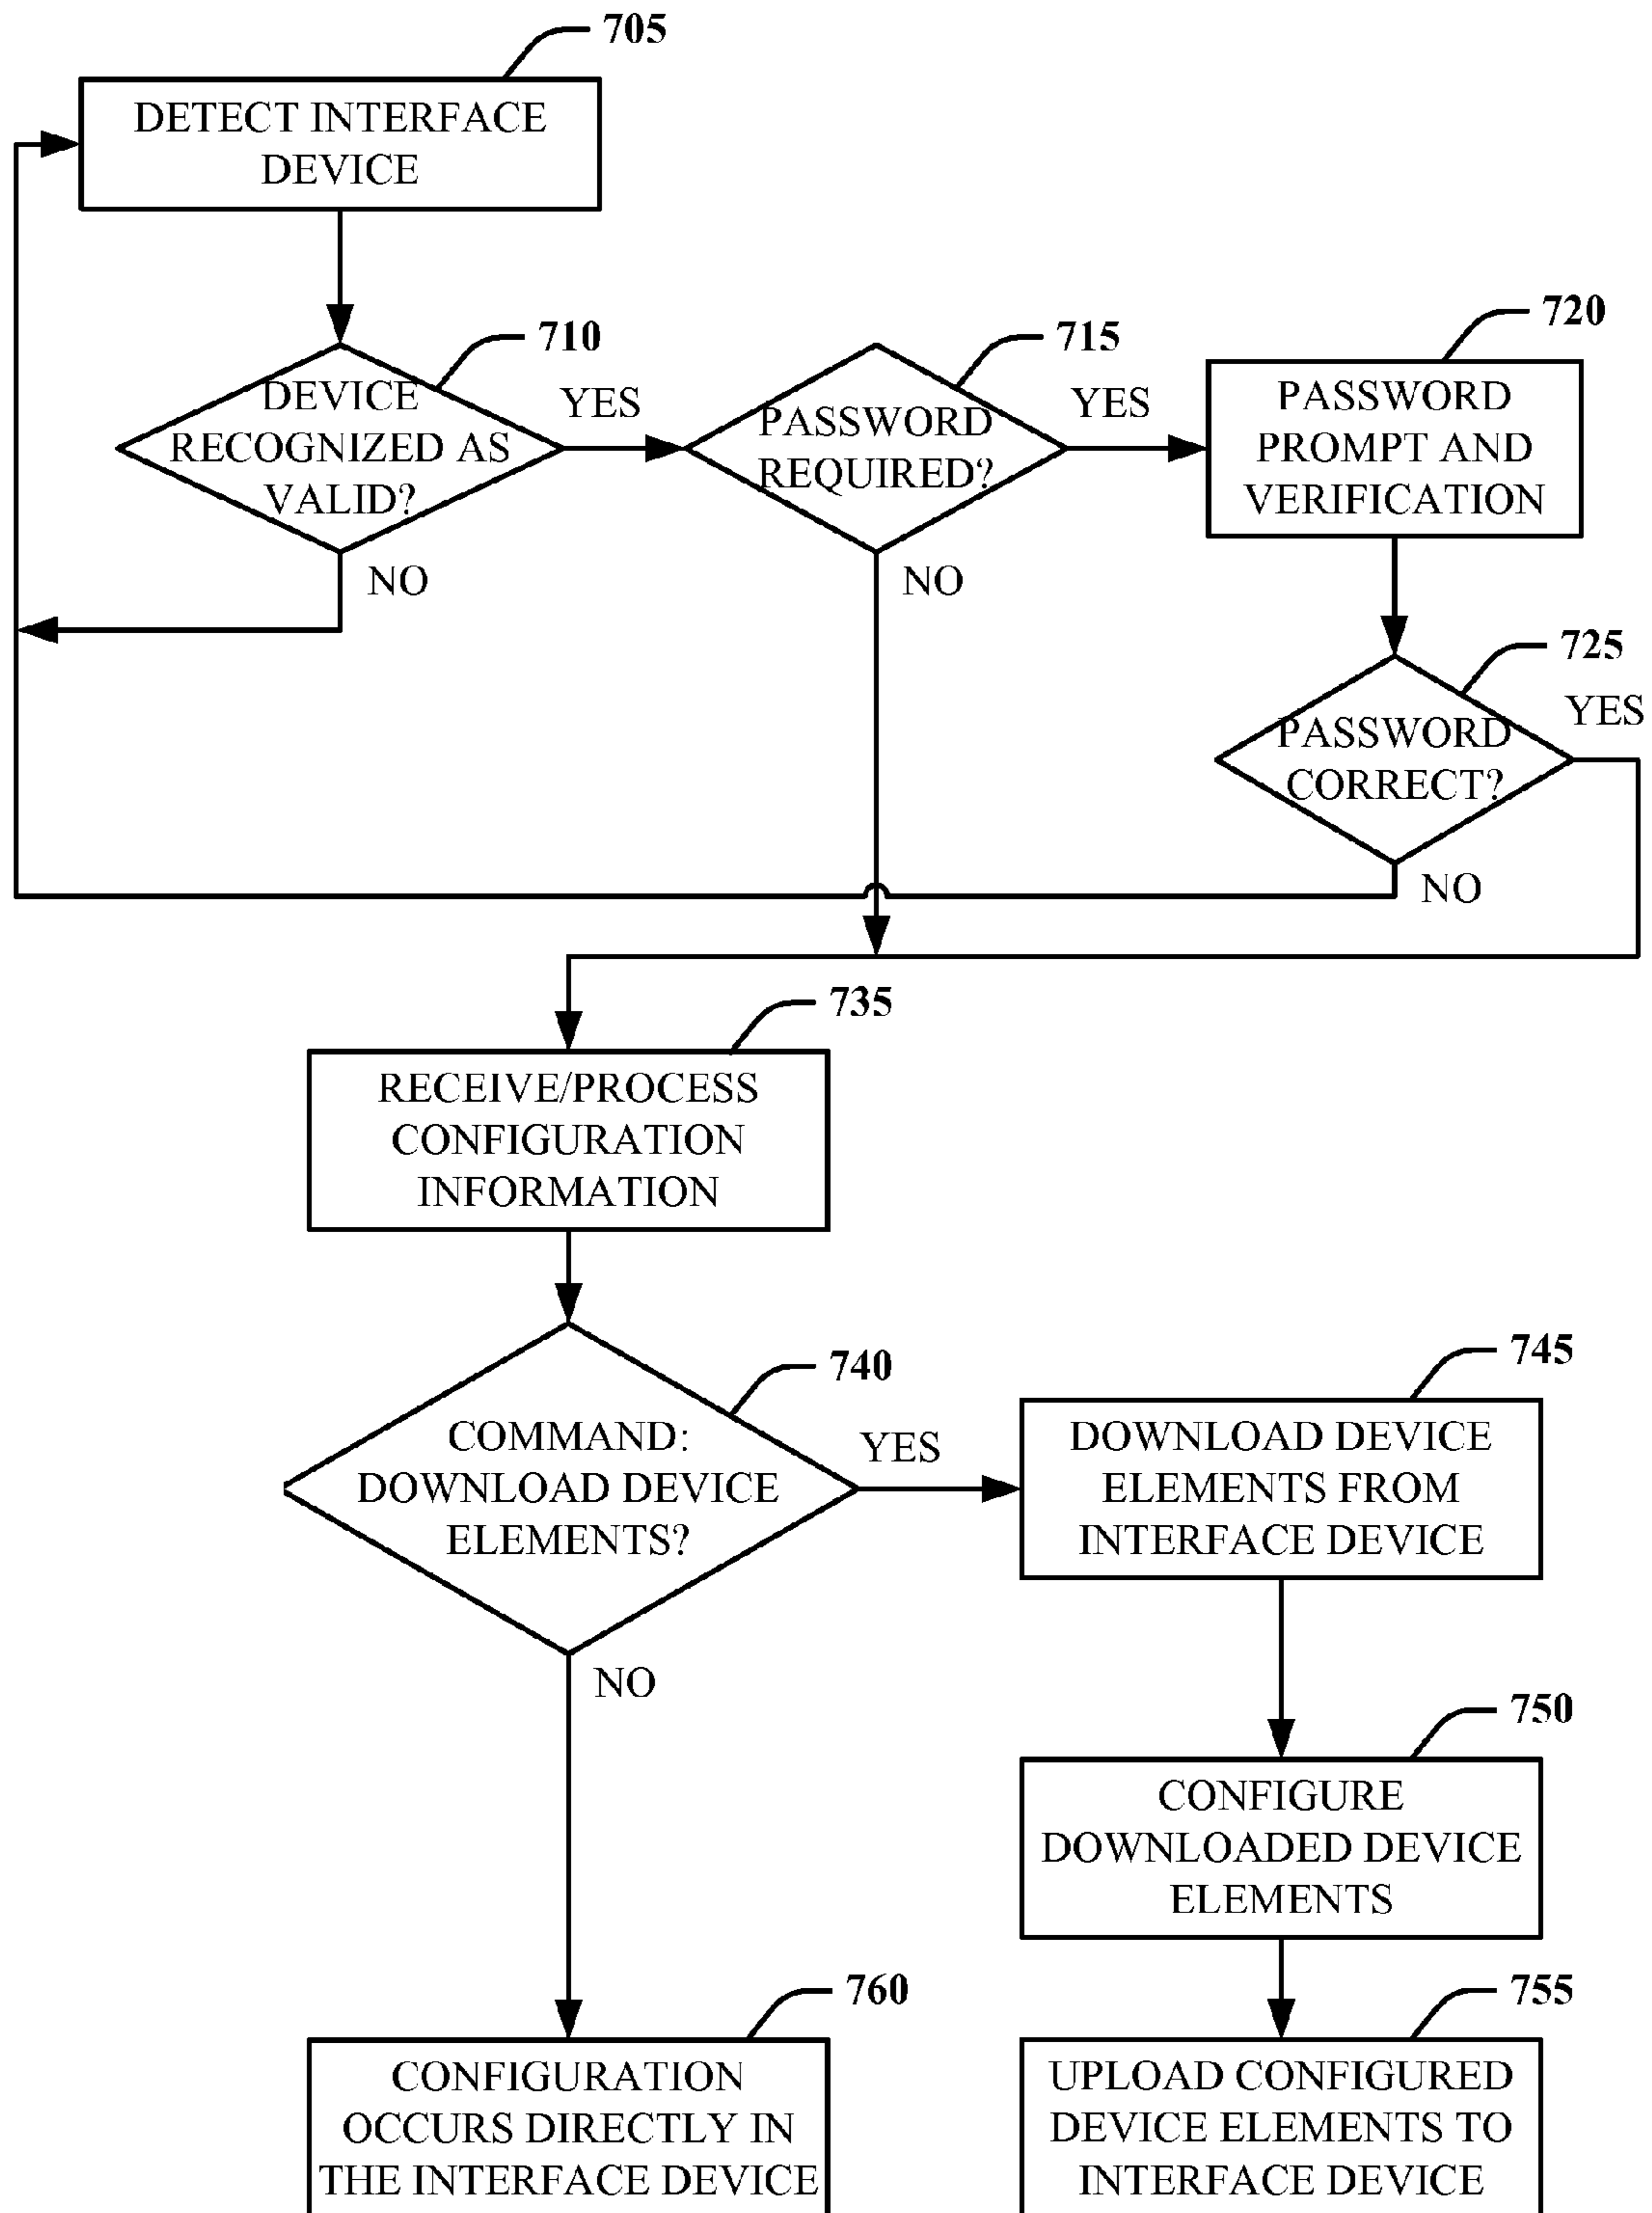 705
DETECT INTERFACE
DEVICE
710
DEVICE
RECOGNIZED AS
VALID?
YES
NO
715
PASSWORD
REQUIRED?
YES
NO
720
PASSWORD
PROMPT AND
VERIFICATION
725
PASSWORD
CORRECT?
YES
NO
735
RECEIVE/PROCESS
CONFIGURATION
INFORMATION
740
COMMAND:
DOWNLOAD DEVICE
ELEMENTS?
YES
NO
745
DOWNLOAD DEVICE
ELEMENTS FROM
INTERFACE DEVICE
750
CONFIGURE
DOWNLOADED DEVICE
ELEMENTS
760
CONFIGURATION
OCCURS DIRECTLY IN
THE INTERFACE DEVICE
755
UPLOAD CONFIGURED
DEVICE ELEMENTS TO
INTERFACE DEVICE